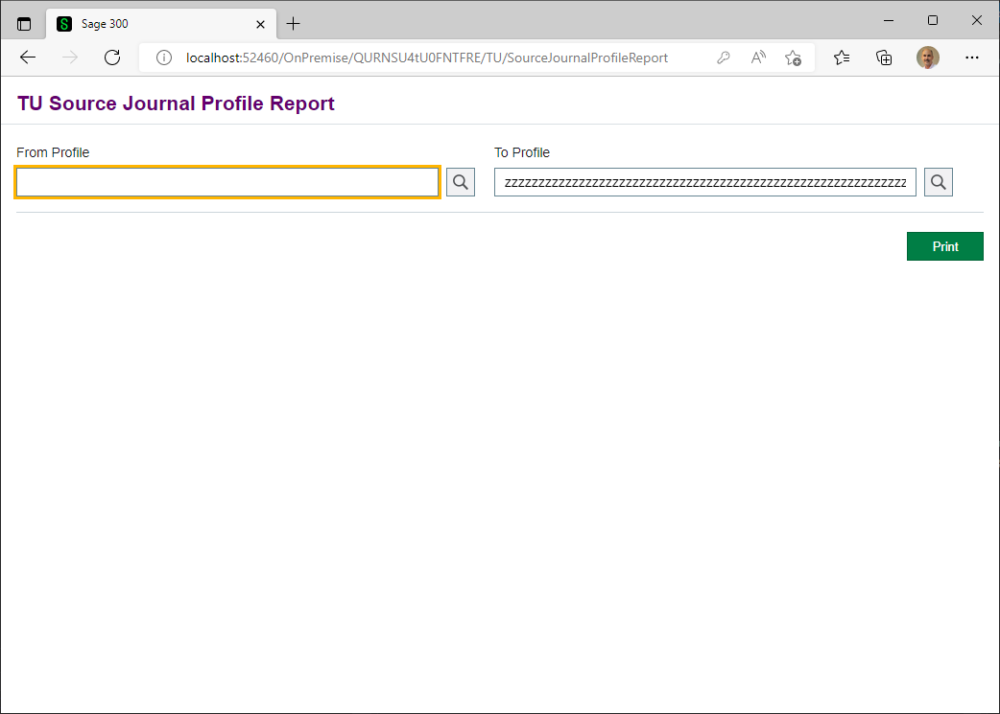 Sage 300
localhost:52460/OnPremise/QURNSU4tU0FNTFRE/TU/SourceJournalProfileReport
TU Source Journal Profile Report
From Profile To Profile
zzzzzzzzzzzzzzzzzzzzzzzzzzzzzzzzzzzzzzzzzzzzzzzzzzzzzzzzzzzz
Print